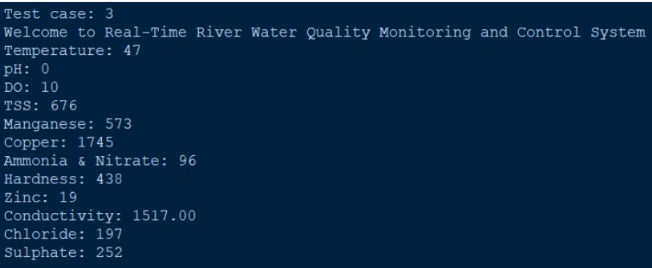 Test case: 3
Welcome to Real-Time River Water Quality Monitoring and Control System
Temperature: 47
pH: 0
DO: 10
TSS: 676
Manganese: 573
Copper: 1745
Ammonia & Nitrate: 96
Hardness: 438
Zinc: 19
Conductivity: 1517.00
Chloride: 197
Sulphate: 252